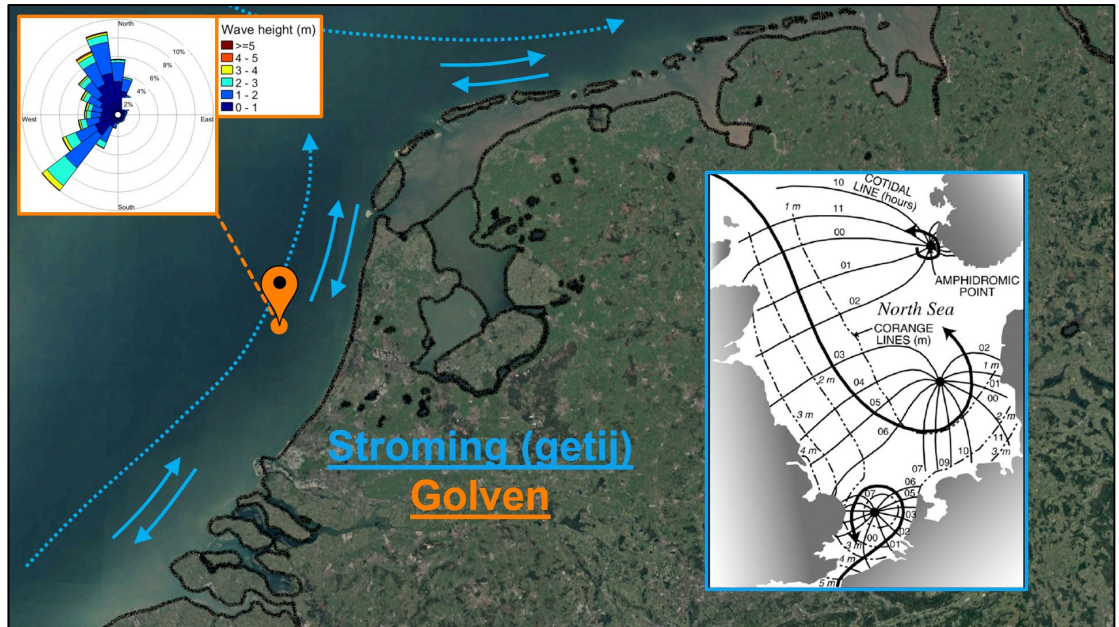 North
West
East
South
10%
8%
6%
4%
2%
Wave height (m)
>=5
4 - 5
3 - 4
2 - 3
1 - 2
0 - 1
Stroming (getij)
Golven
10
COTIDAL
LINE (hours)
1 m
11
00
01
AMPHIDROMIC
POINT
02
North Sea
CORANGE
LINES (m)
03
02
2 m
04
1 m
01
05
00
3 m
2 m
06
4 m
11
3 m
07
09
10
06
07
05
03
02
00
01
3 m
4 m
5 m